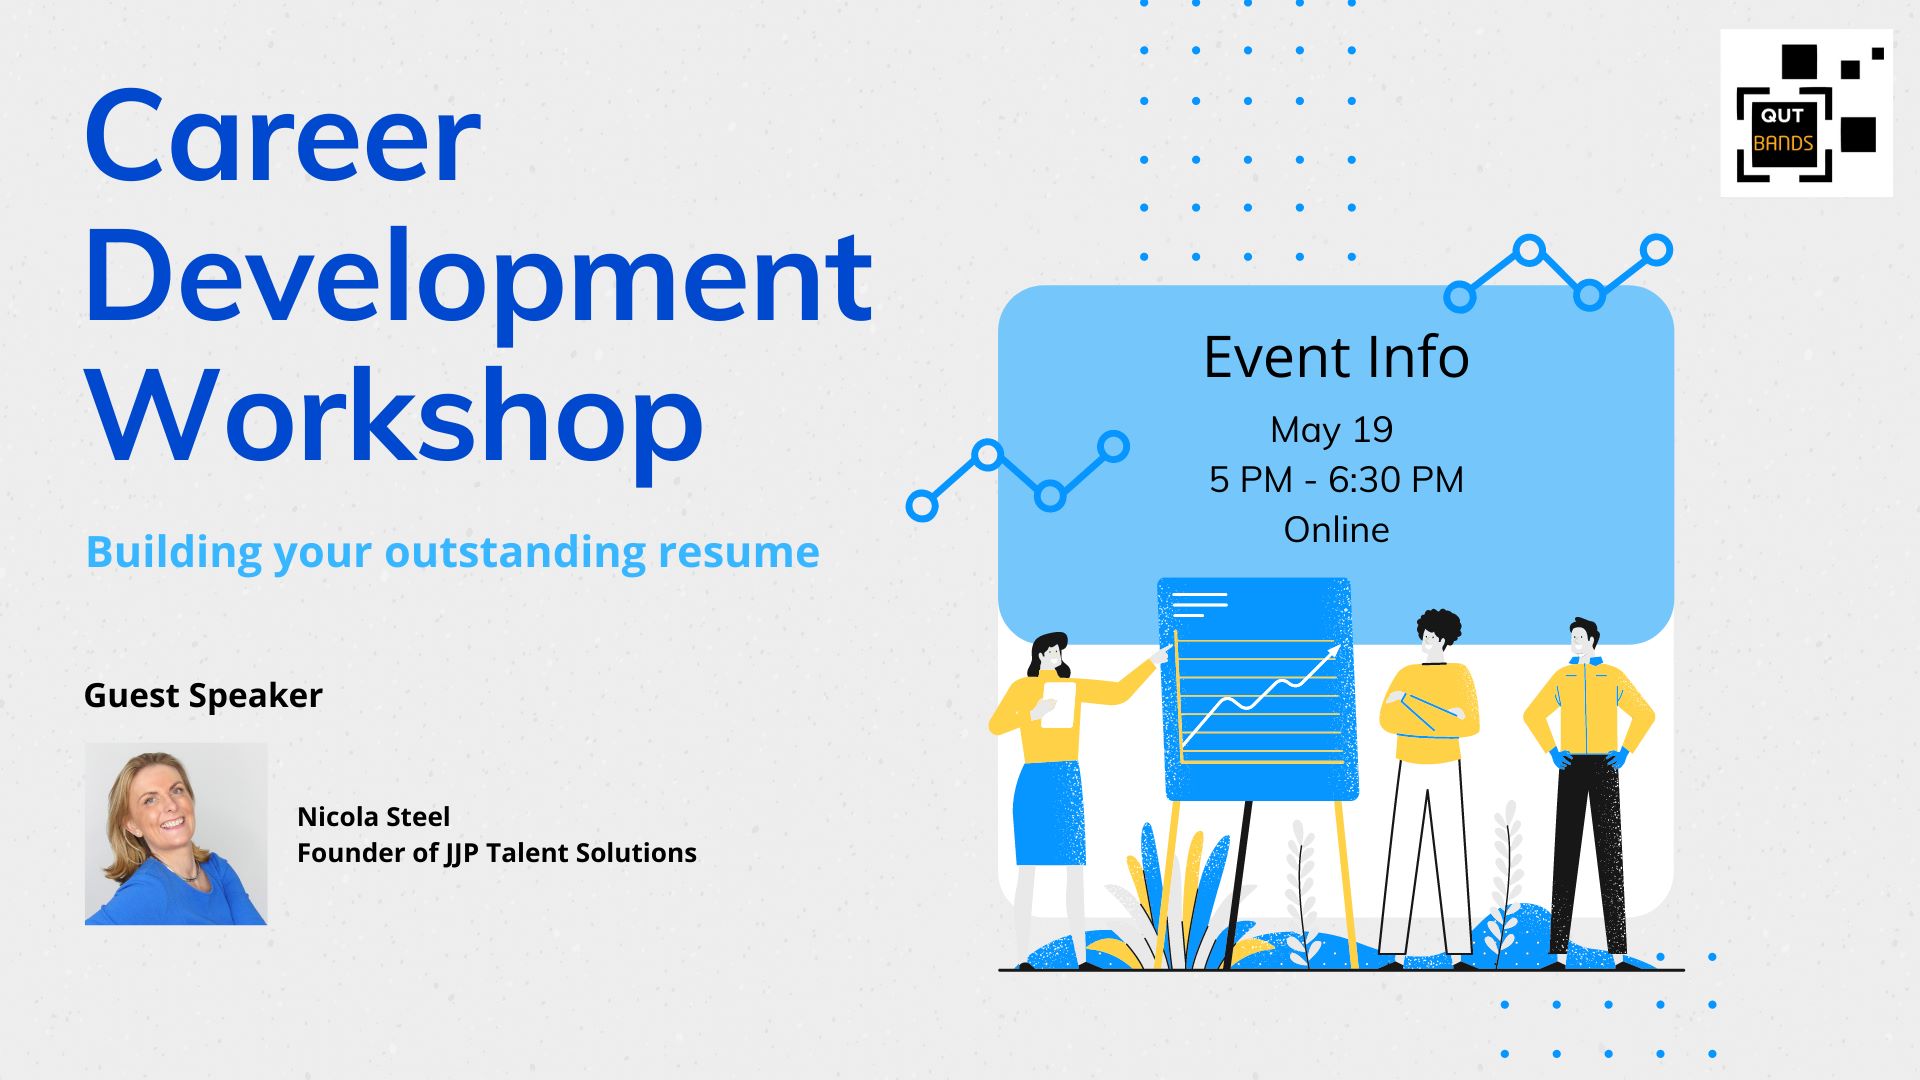 Career
Development
Workshop
Building your outstanding resume
Guest Speaker
Nicola Steel
Founder of JJP Talent Solutions
QUT
BANDS
Event Info
May 19
5 PM - 6:30 PM
Online